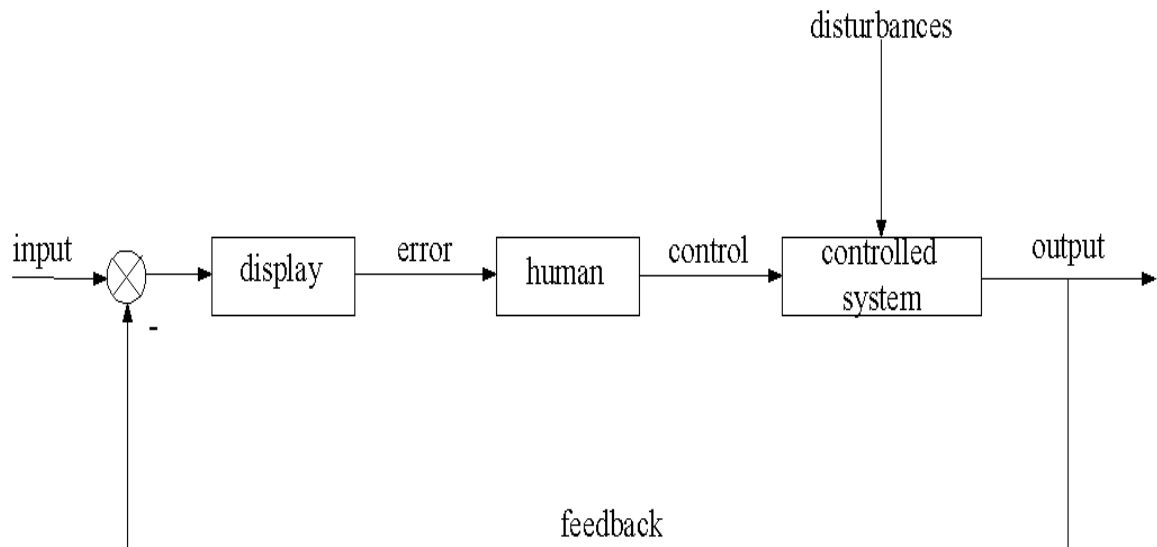 disturbances
input
display
error
human
control
controlled
system
output
-
feedback